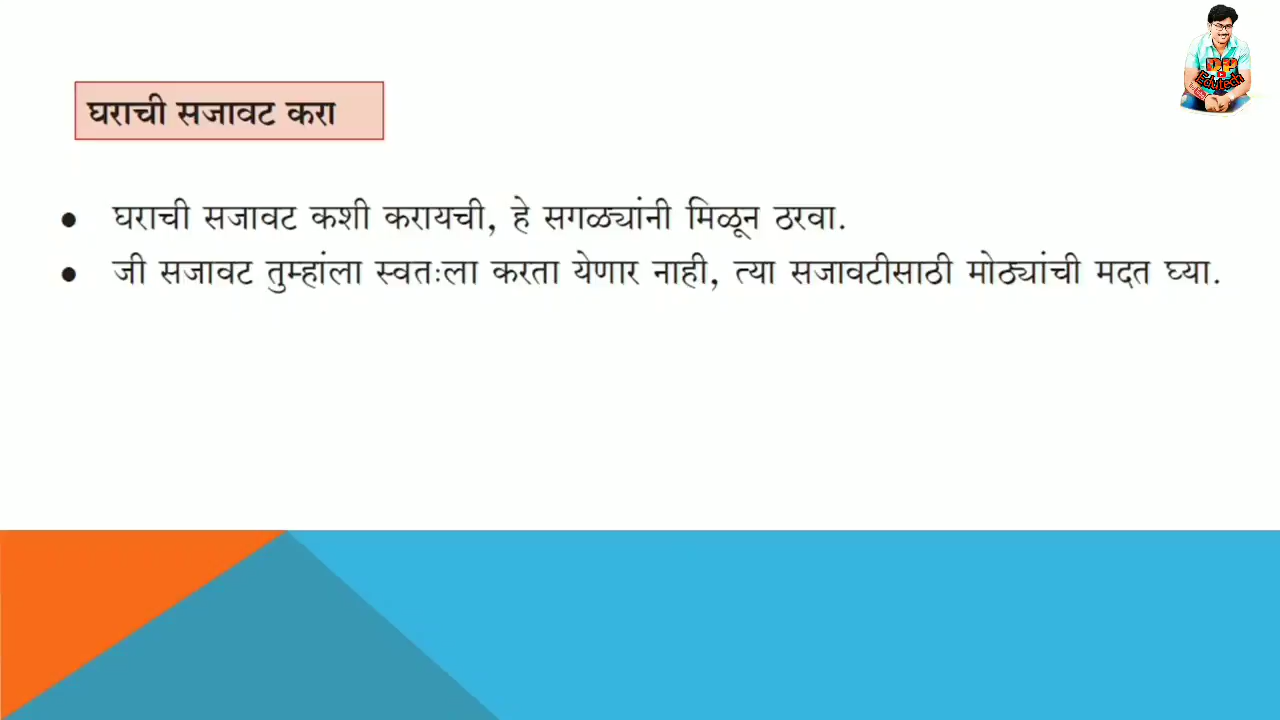 घराची सजावट करा
• घराची सजावट कशी करायची, हे सगळ्यांनी मिळून ठरवा.
• जी सजावट तुम्हांला स्वतःला करता येणार नाही, त्या सजावटीसाठी मोठ्यांची मदत घ्या.
Edutech